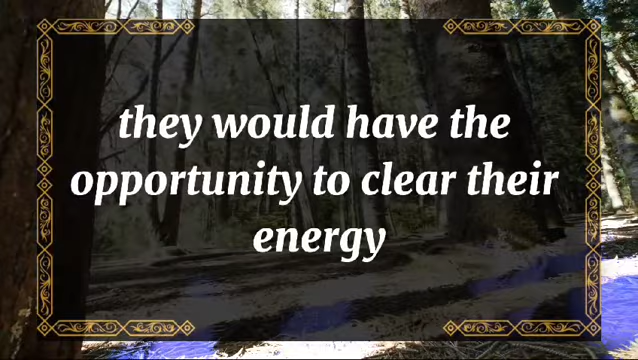 they would have the
opportunity to clear their
energy